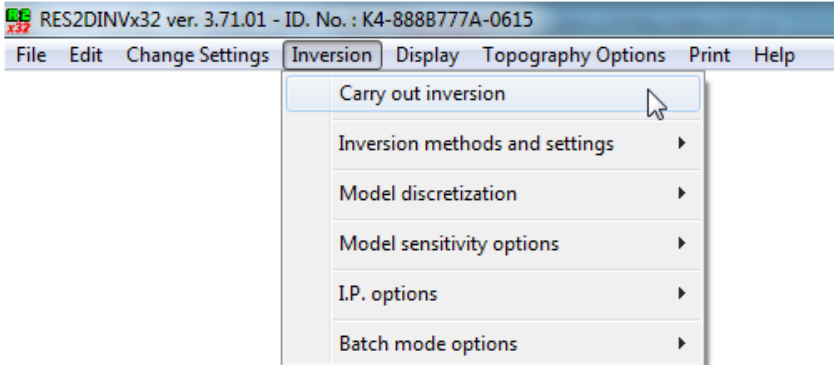 RES2DINVx32 ver. 3.71.01 - ID. No. : K4-888B777A-0615
File Edit Change Settings Inversion Display Topography Options Print Help
Carry out inversion
Inversion methods and settings
Model discretization
Model sensitivity options
I.P. options
Batch mode options